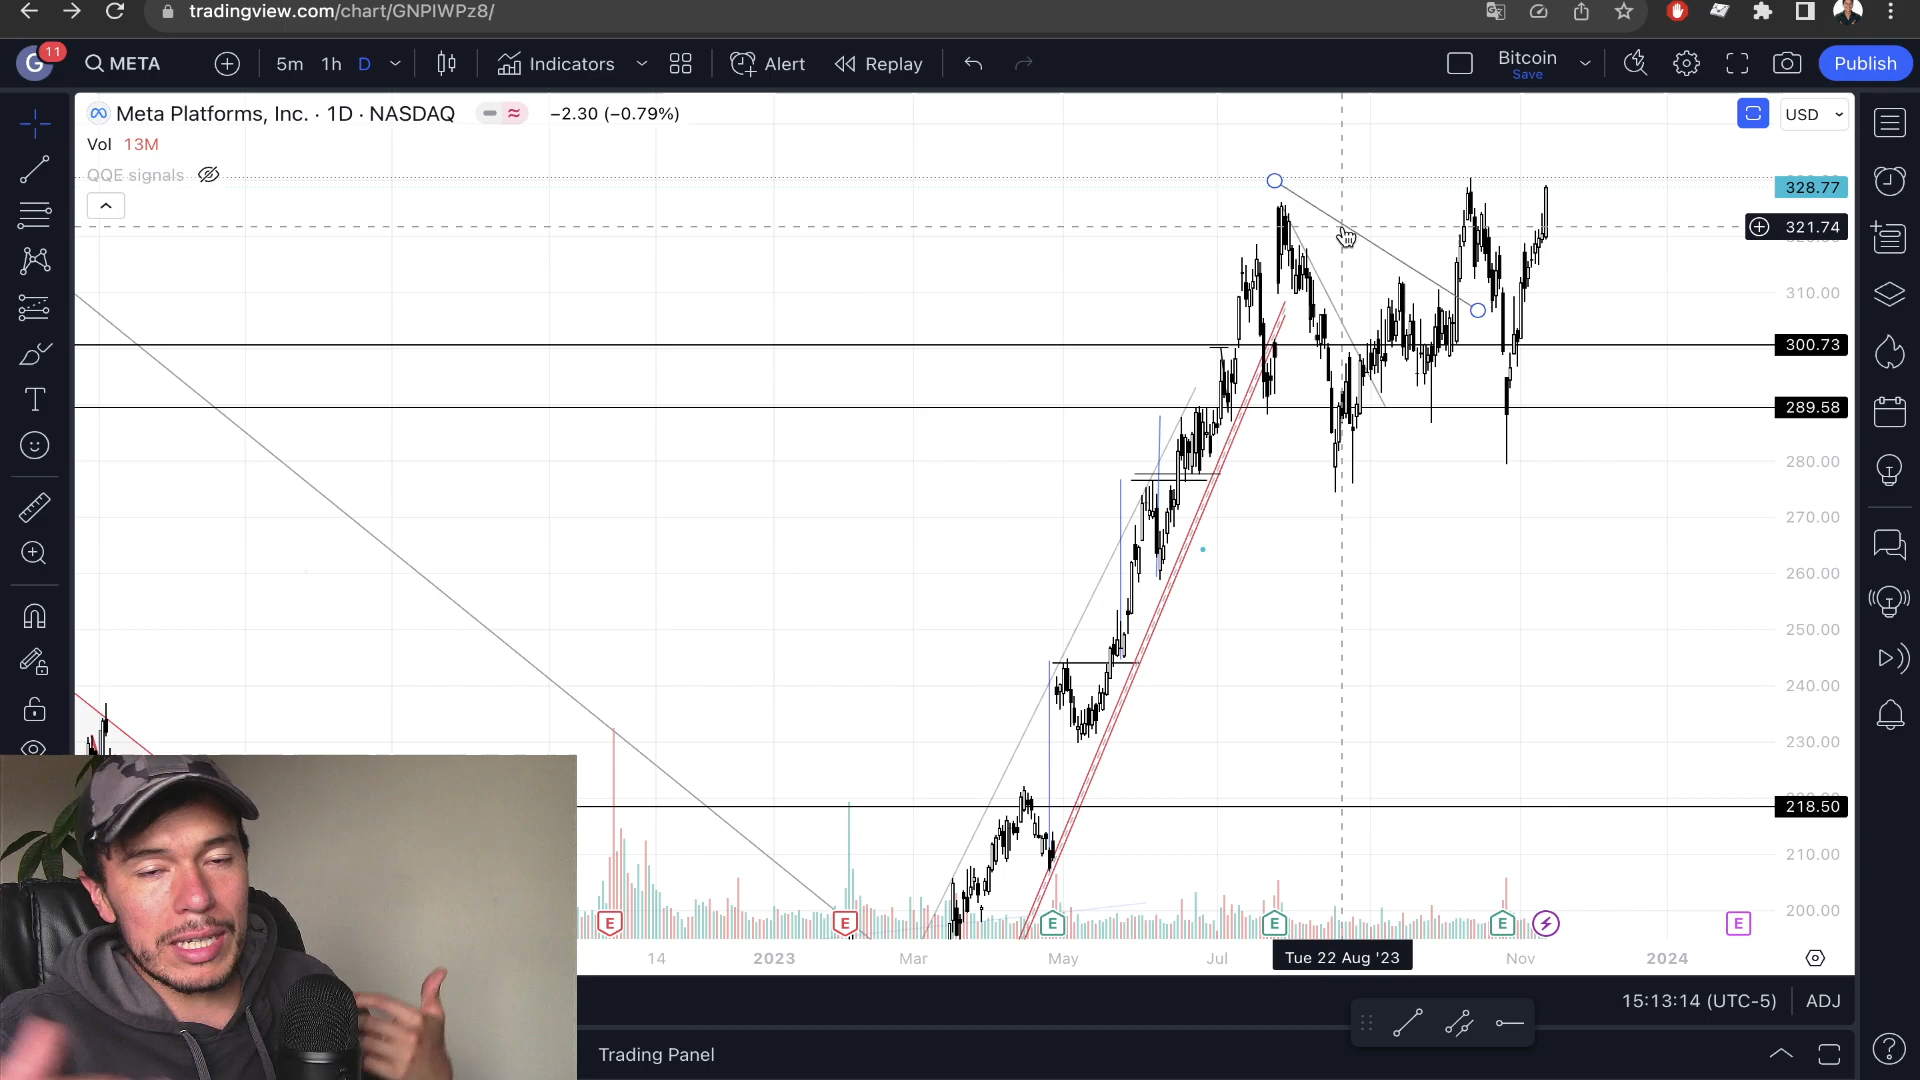 tradingview.com/chart/GNPIWPz8/
G 11 META 5m 1h D Indicators Alert Replay Bitcoin Save Publish
Meta Platforms, Inc. · 1D · NASDAQ −2.30 (−0.79%) USD
Vol 13M
QQE signals
328.77
321.74
310.00
300.73
289.58
280.00
270.00
260.00
250.00
240.00
230.00
218.50
210.00
200.00
E E E E E E
14 2023 Mar May Jul Tue 22 Aug '23 Nov 2024
15:13:14 (UTC-5) ADJ
Trading Panel